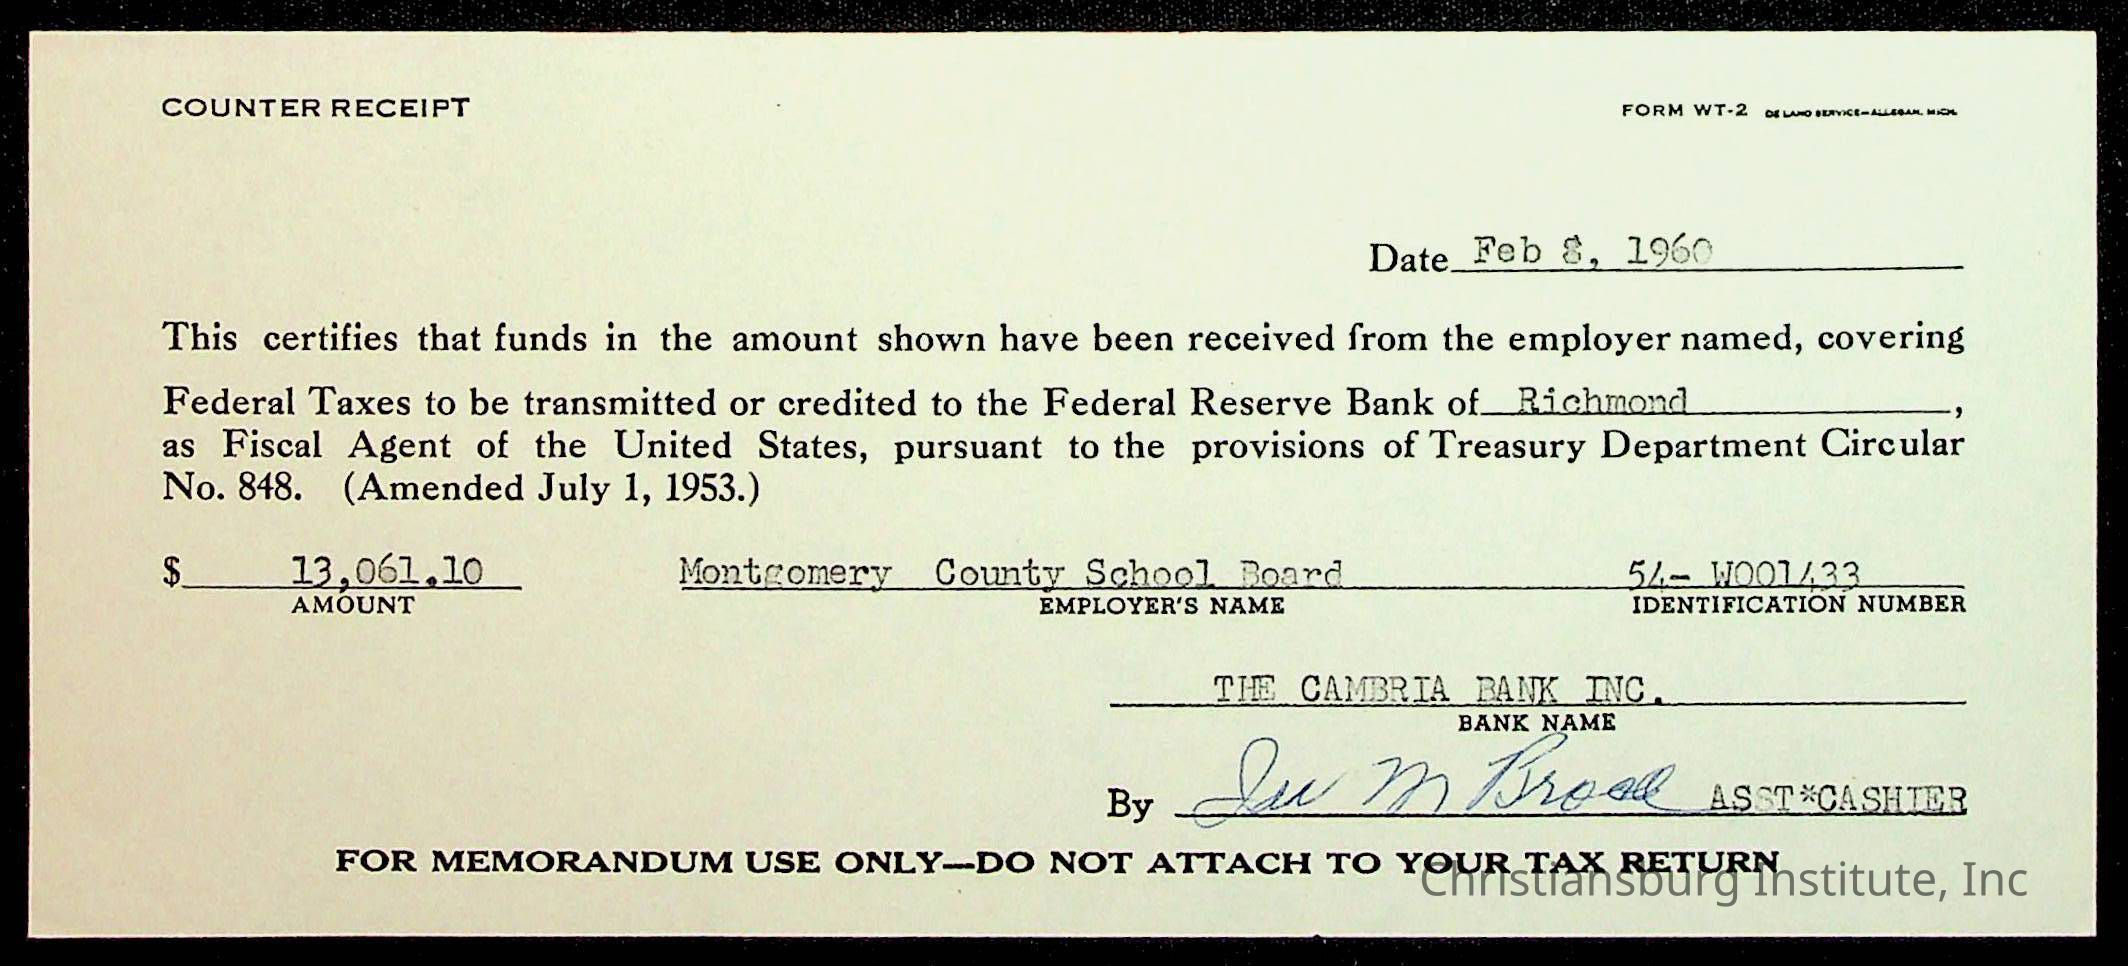 COUNTER RECEIPT
FORM WT-2 DE LAND SERVICE—ALLEGAN, MICH.
Date Feb 8, 1960
This certifies that funds in the amount shown have been received from the employer named, covering
Federal Taxes to be transmitted or credited to the Federal Reserve Bank of Richmond,
as Fiscal Agent of the United States, pursuant to the provisions of Treasury Department Circular
No. 848. (Amended July 1, 1953.)
$ 13,061.10 Montgomery County School Board 54- W001433
AMOUNT EMPLOYER'S NAME IDENTIFICATION NUMBER
THE CAMBRIA BANK INC.
BANK NAME
By M ASST*CASHIER
FOR MEMORANDUM USE ONLY—DO NOT ATTACH TO YOUR TAX RETURN
Christiansburg Institute, Inc